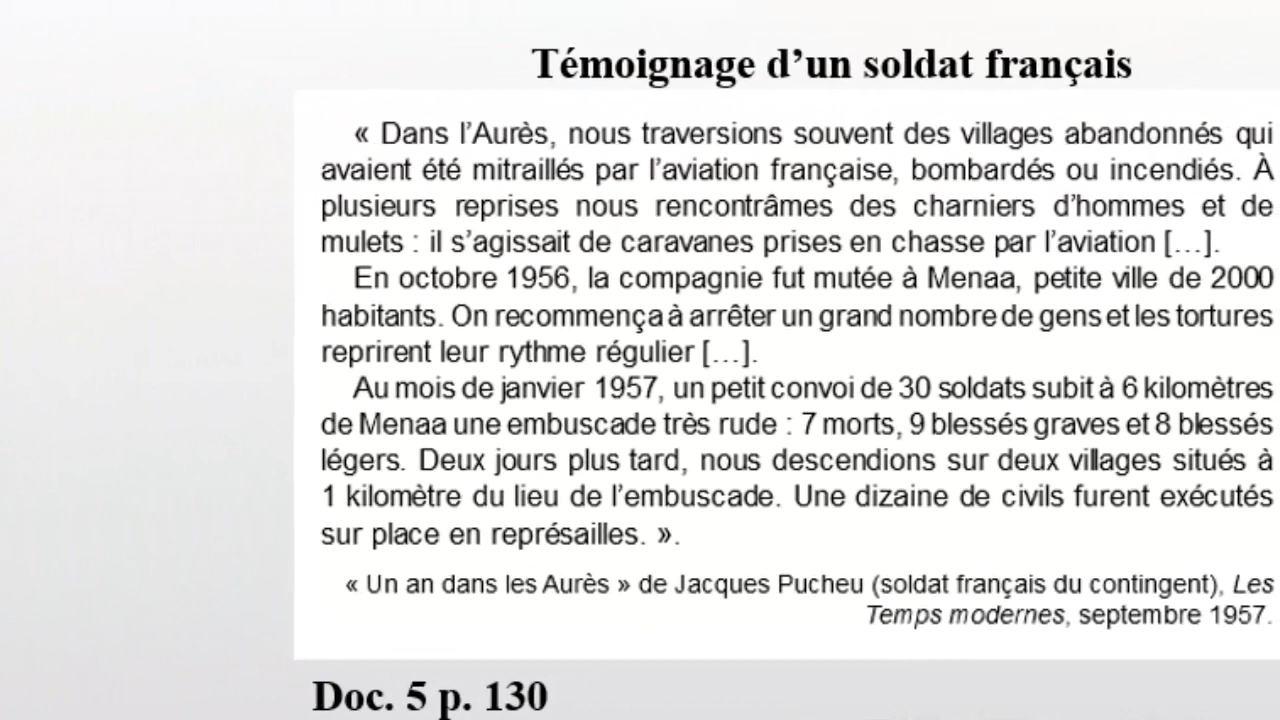 Témoignage d'un soldat français
« Dans l'Aurès, nous traversions souvent des villages abandonnés qui
avaient été mitraillés par l'aviation française, bombardés ou incendiés. À
plusieurs reprises nous rencontrâmes des charniers d'hommes et de
mulets : il s'agissait de caravanes prises en chasse par l'aviation […].
En octobre 1956, la compagnie fut mutée à Menaa, petite ville de 2000
habitants. On recommença à arrêter un grand nombre de gens et les tortures
reprirent leur rythme régulier […].
Au mois de janvier 1957, un petit convoi de 30 soldats subit à 6 kilomètres
de Menaa une embuscade très rude : 7 morts, 9 blessés graves et 8 blessés
légers. Deux jours plus tard, nous descendions sur deux villages situés à
1 kilomètre du lieu de l'embuscade. Une dizaine de civils furent exécutés
sur place en représailles. ».
« Un an dans les Aurès » de Jacques Pucheu (soldat français du contingent), Les
Temps modernes, septembre 1957.
Doc. 5 p. 130